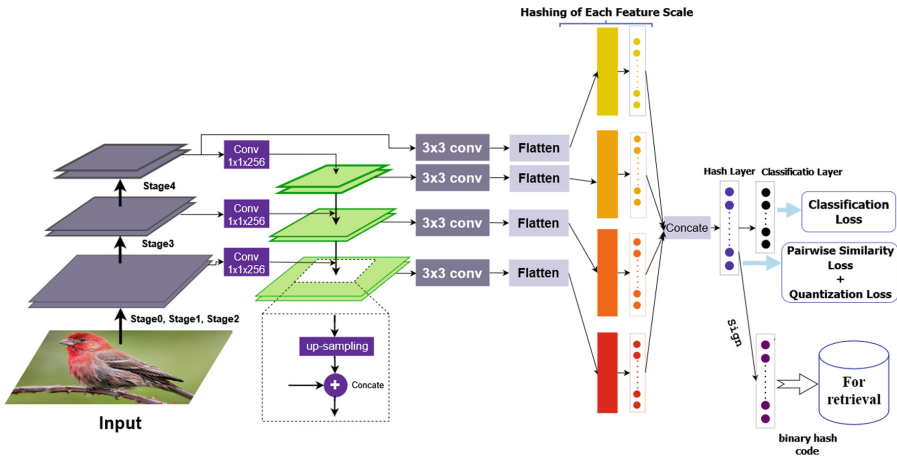 Hashing of Each Feature Scale
Conv
1x1x256
3x3 conv
Flatten
Stage4
3x3 conv
Flatten
Conv
1x1x256
3x3 conv
Flatten
Stage3
Conv
1x1x256
3x3 conv
Flatten
Stage0, Stage1, Stage2
Input
up-sampling
+
Concate
Concate
Hash Layer
Classificatio Layer
Classification
Loss
Pairwise Similarity
Loss
+
Quantization Loss
Sign
For
retrieval
binary hash
code